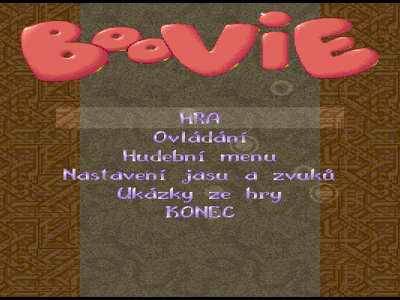 BOOVIE
HRA
Ovládání
Hudební menu
Nastavení jasu a zvuků
Ukázky ze hry
KONEC